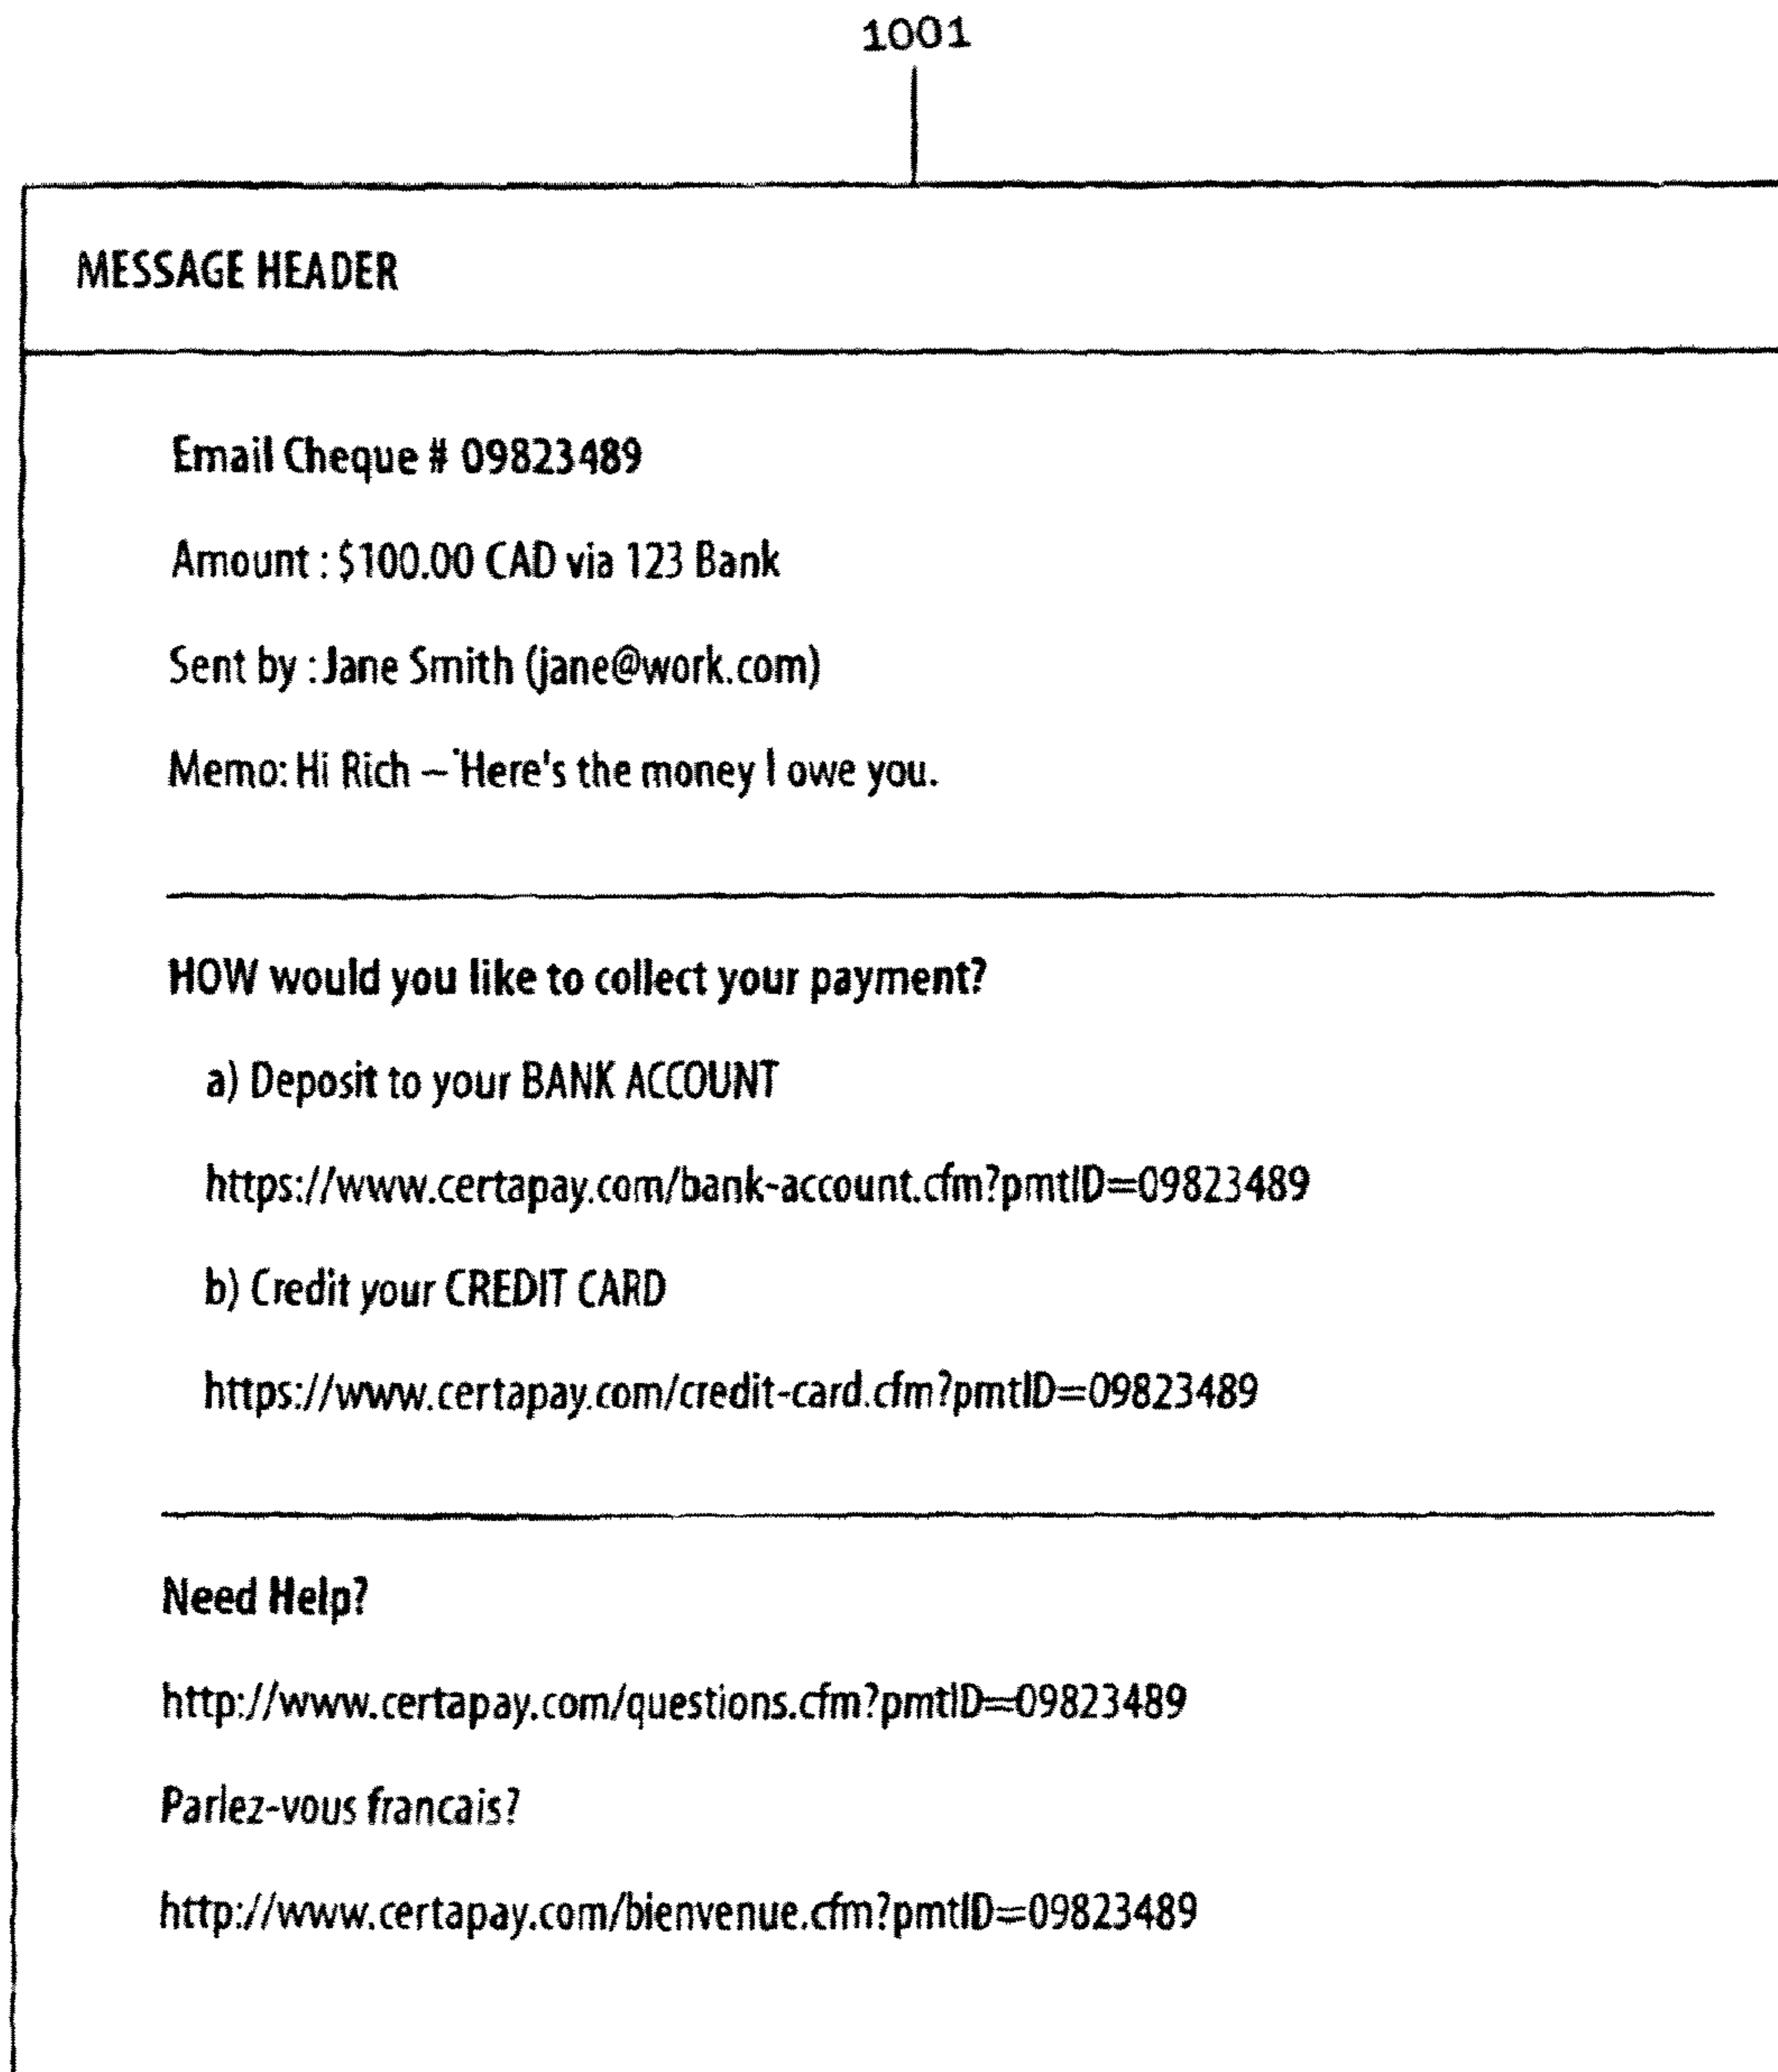 1001
MESSAGE HEADER
Email Cheque # 09823489
Amount : $100.00 CAD via 123 Bank
Sent by : Jane Smith (jane@work.com)
Memo: Hi Rich – Here's the money I owe you.
HOW would you like to collect your payment?
a) Deposit to your BANK ACCOUNT
https://www.certapay.com/bank-account.cfm?pmtID=09823489
b) Credit your CREDIT CARD
https://www.certapay.com/credit-card.cfm?pmtID=09823489
Need Help?
http://www.certapay.com/questions.cfm?pmtID=09823489
Parlez-vous francais?
http://www.certapay.com/bienvenue.cfm?pmtID=09823489